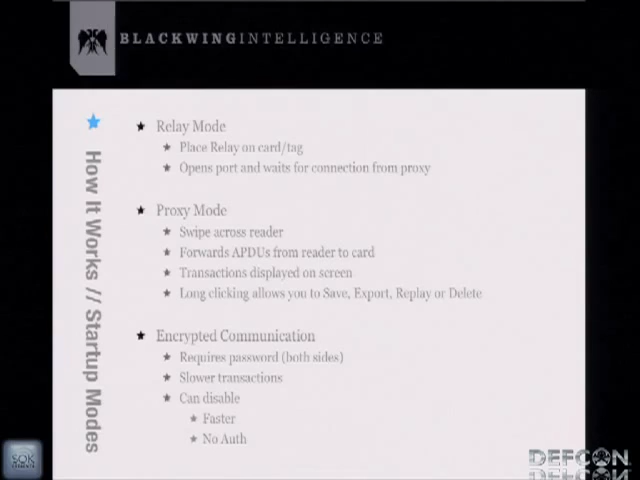 BLACKWINGINTELLIGENCE
How It Works // Startup Modes
Relay Mode
Place Relay on card/tag
Opens port and waits for connection from proxy
Proxy Mode
Swipe across reader
Forwards APDUs from reader to card
Transactions displayed on screen
Long clicking allows you to Save, Export, Replay or Delete
Encrypted Communication
Requires password (both sides)
Slower transactions
Can disable
Faster
No Auth
DEFCON